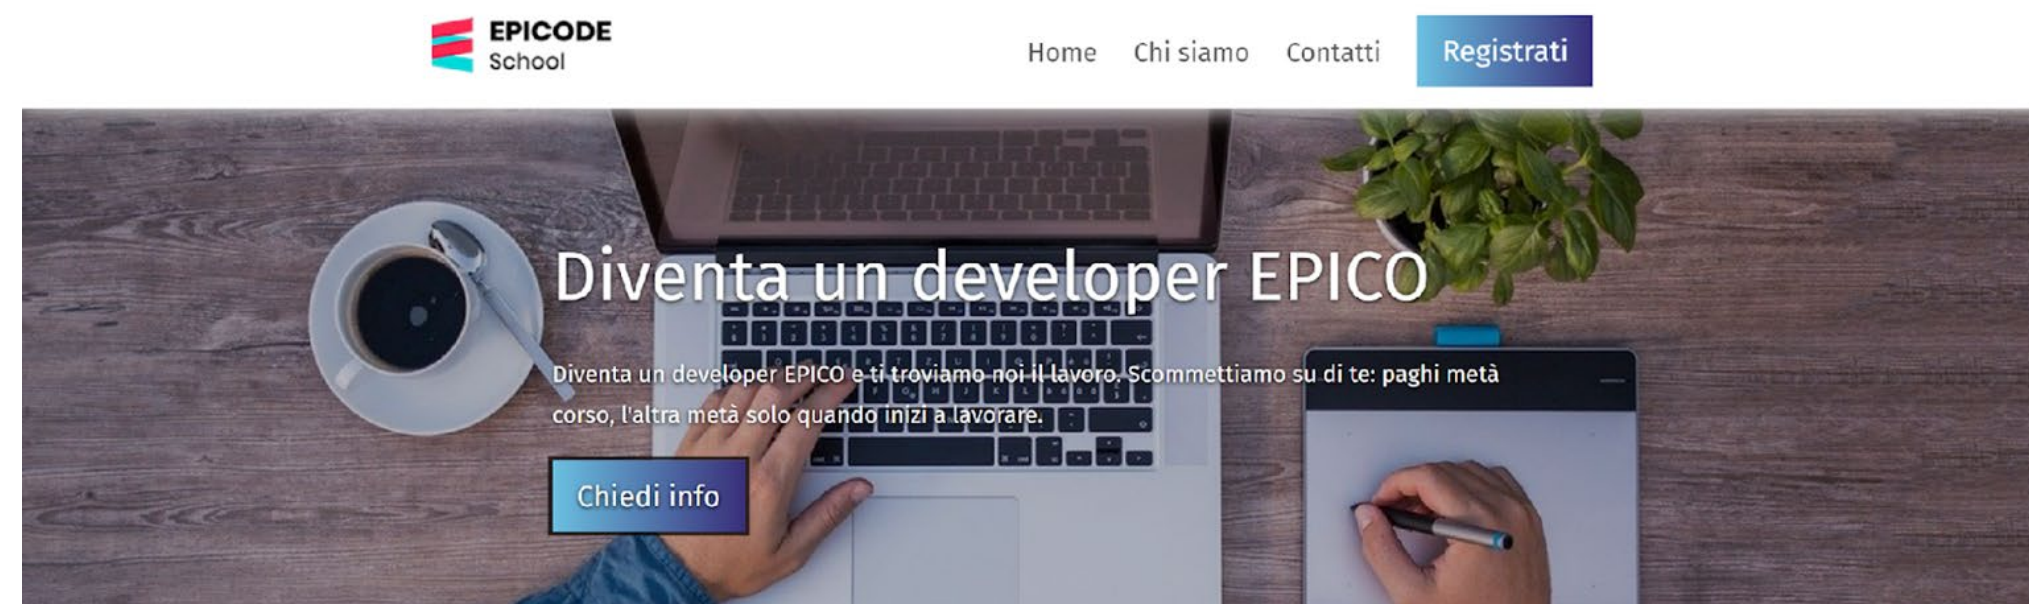 EPICODE
School
Home Chi siamo Contatti Registrati
Diventa un developer EPICO
Diventa un developer EPICO e ti troviamo noi il lavoro. Scommettiamo su di te: paghi metà
corso, l'altra metà solo quando inizi a lavorare.
Chiedi info